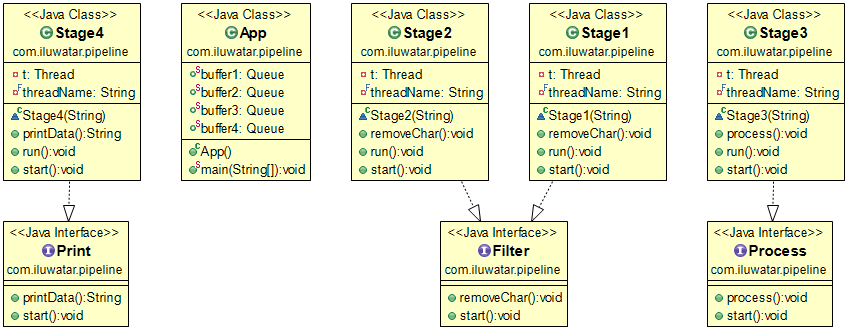 <<Java Class>>
Stage4
com.iluwatar.pipeline
t: Thread
threadName: String
Stage4(String)
printData():String
run():void
start():void
<<Java Class>>
App
com.iluwatar.pipeline
buffer1: Queue
buffer2: Queue
buffer3: Queue
buffer4: Queue
App()
main(String[]):void
<<Java Class>>
Stage2
com.iluwatar.pipeline
t: Thread
threadName: String
Stage2(String)
removeChar():void
run():void
start():void
<<Java Class>>
Stage1
com.iluwatar.pipeline
t: Thread
threadName: String
Stage1(String)
removeChar():void
run():void
start():void
<<Java Class>>
Stage3
com.iluwatar.pipeline
t: Thread
threadName: String
Stage3(String)
process():void
run():void
start():void
<<Java Interface>>
Print
com.iluwatar.pipeline
printData():String
start():void
<<Java Interface>>
Filter
com.iluwatar.pipeline
removeChar():void
start():void
<<Java Interface>>
Process
com.iluwatar.pipeline
process():void
start():void